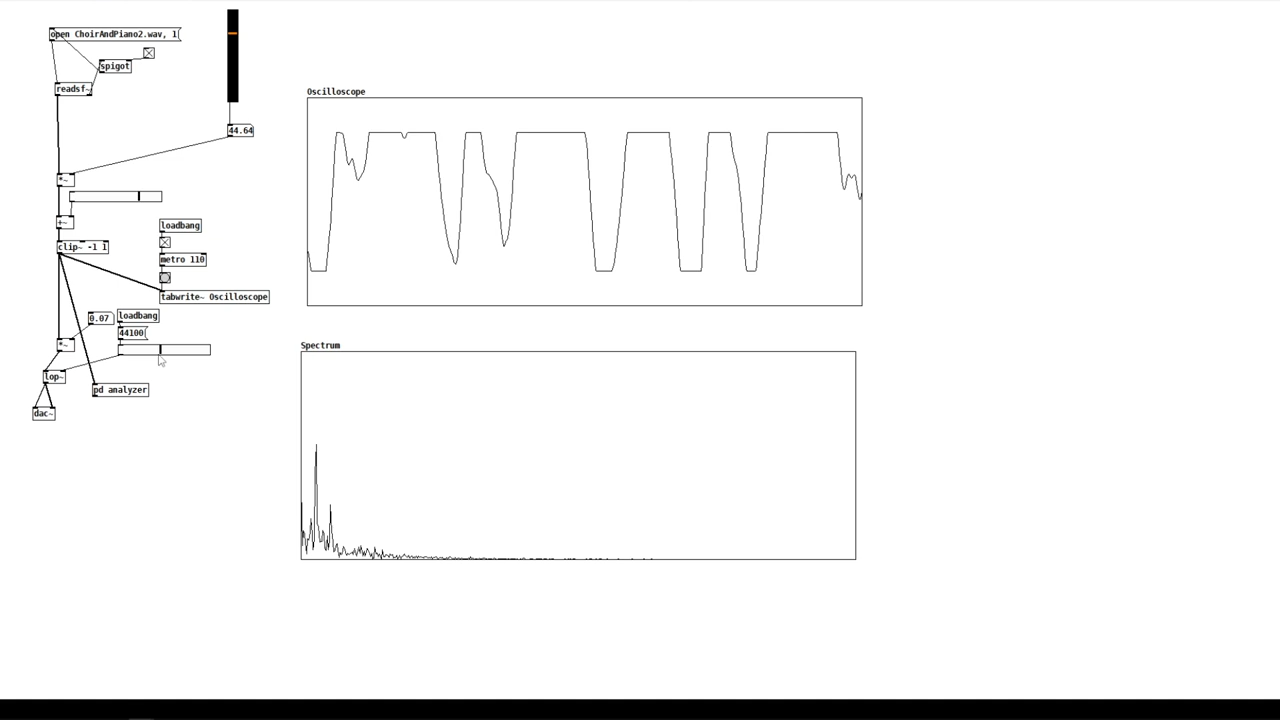 open ChoirAndPiano2.wav, 1
spigot
readsf~
44.64
*~
+~
clip~ -1 1
loadbang
metro 110
tabwrite~ Oscilloscope
0.07
loadbang
44100
*~
lop~
pd analyzer
dac~
Oscilloscope
Spectrum